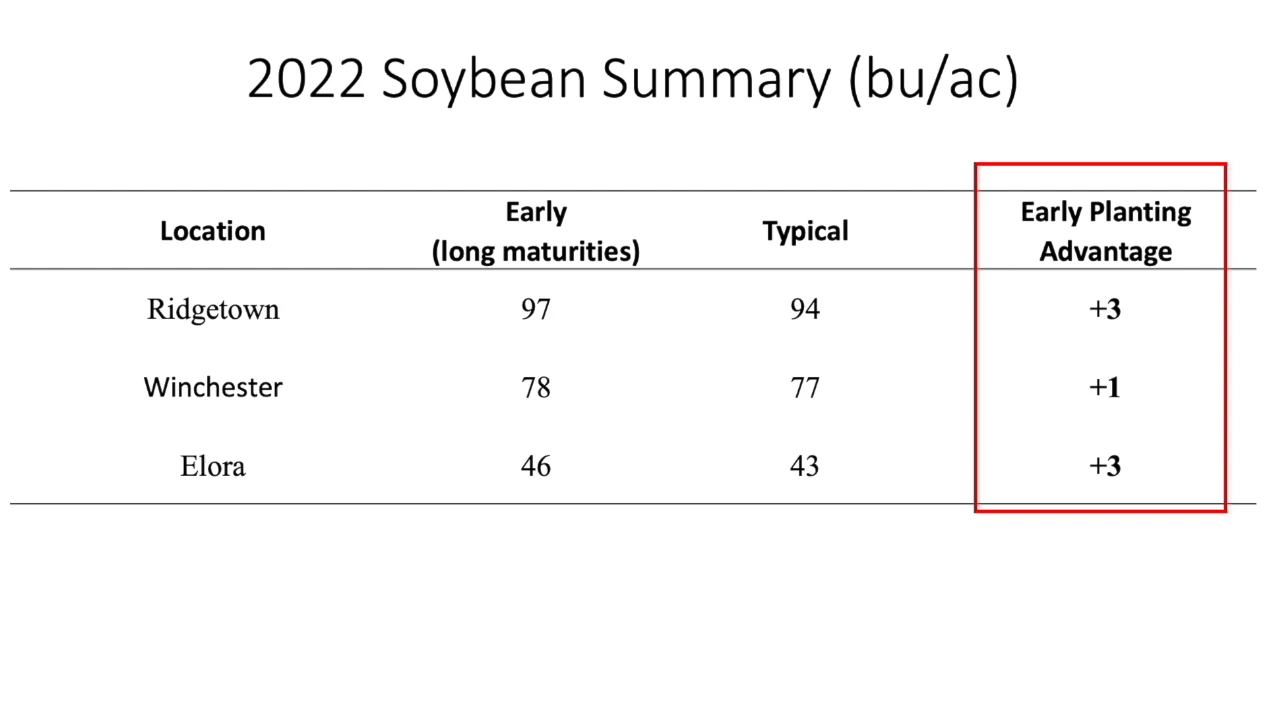 2022 Soybean Summary (bu/ac)
Location Early (long maturities) Typical Early Planting Advantage
Ridgetown 97 94 +3
Winchester 78 77 +1
Elora 46 43 +3